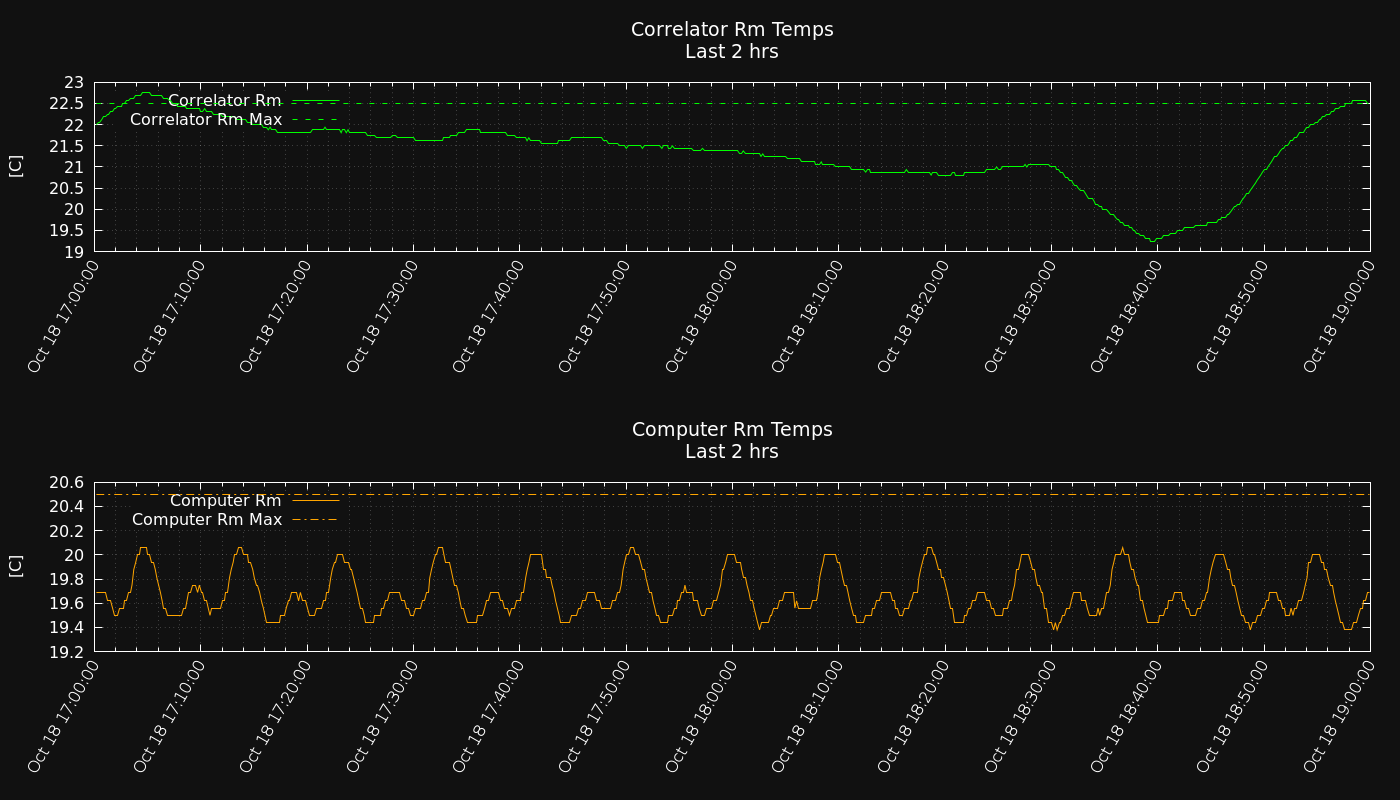 Correlator Rm Temps
Last 2 hrs
23
22.5
22
21.5
21
20.5
20
19.5
19
[C]
Correlator Rm
Correlator Rm Max
Oct 18 17:00:00
Oct 18 17:10:00
Oct 18 17:20:00
Oct 18 17:30:00
Oct 18 17:40:00
Oct 18 17:50:00
Oct 18 18:00:00
Oct 18 18:10:00
Oct 18 18:20:00
Oct 18 18:30:00
Oct 18 18:40:00
Oct 18 18:50:00
Oct 18 19:00:00
Computer Rm Temps
Last 2 hrs
20.6
20.4
20.2
20
19.8
19.6
19.4
19.2
[C]
Computer Rm
Computer Rm Max
Oct 18 17:00:00
Oct 18 17:10:00
Oct 18 17:20:00
Oct 18 17:30:00
Oct 18 17:40:00
Oct 18 17:50:00
Oct 18 18:00:00
Oct 18 18:10:00
Oct 18 18:20:00
Oct 18 18:30:00
Oct 18 18:40:00
Oct 18 18:50:00
Oct 18 19:00:00